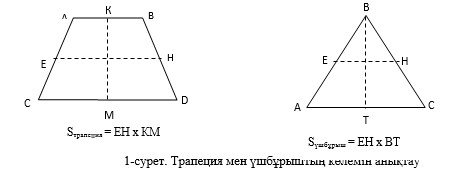 K B
A B
E H E H
C D A C
M T
Sтрапеция = EH x KM
Sүшбұрыш = EH x BT
1-сурет. Трапеция мен үшбұрыштың көлемін анықтау